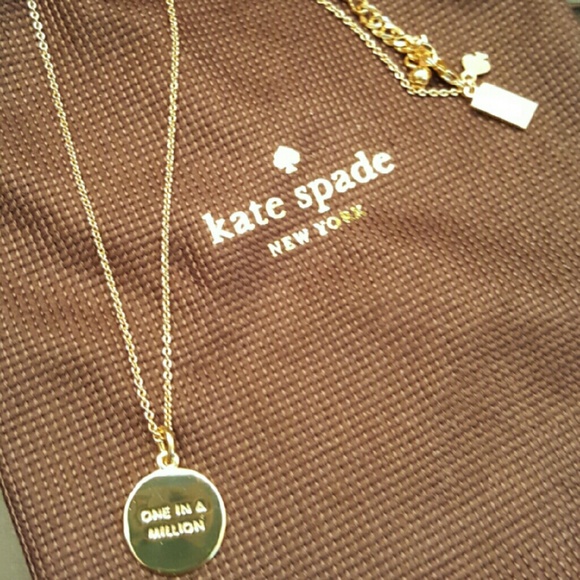 kate spade
NEW YORK
ONE IN A
MILLION